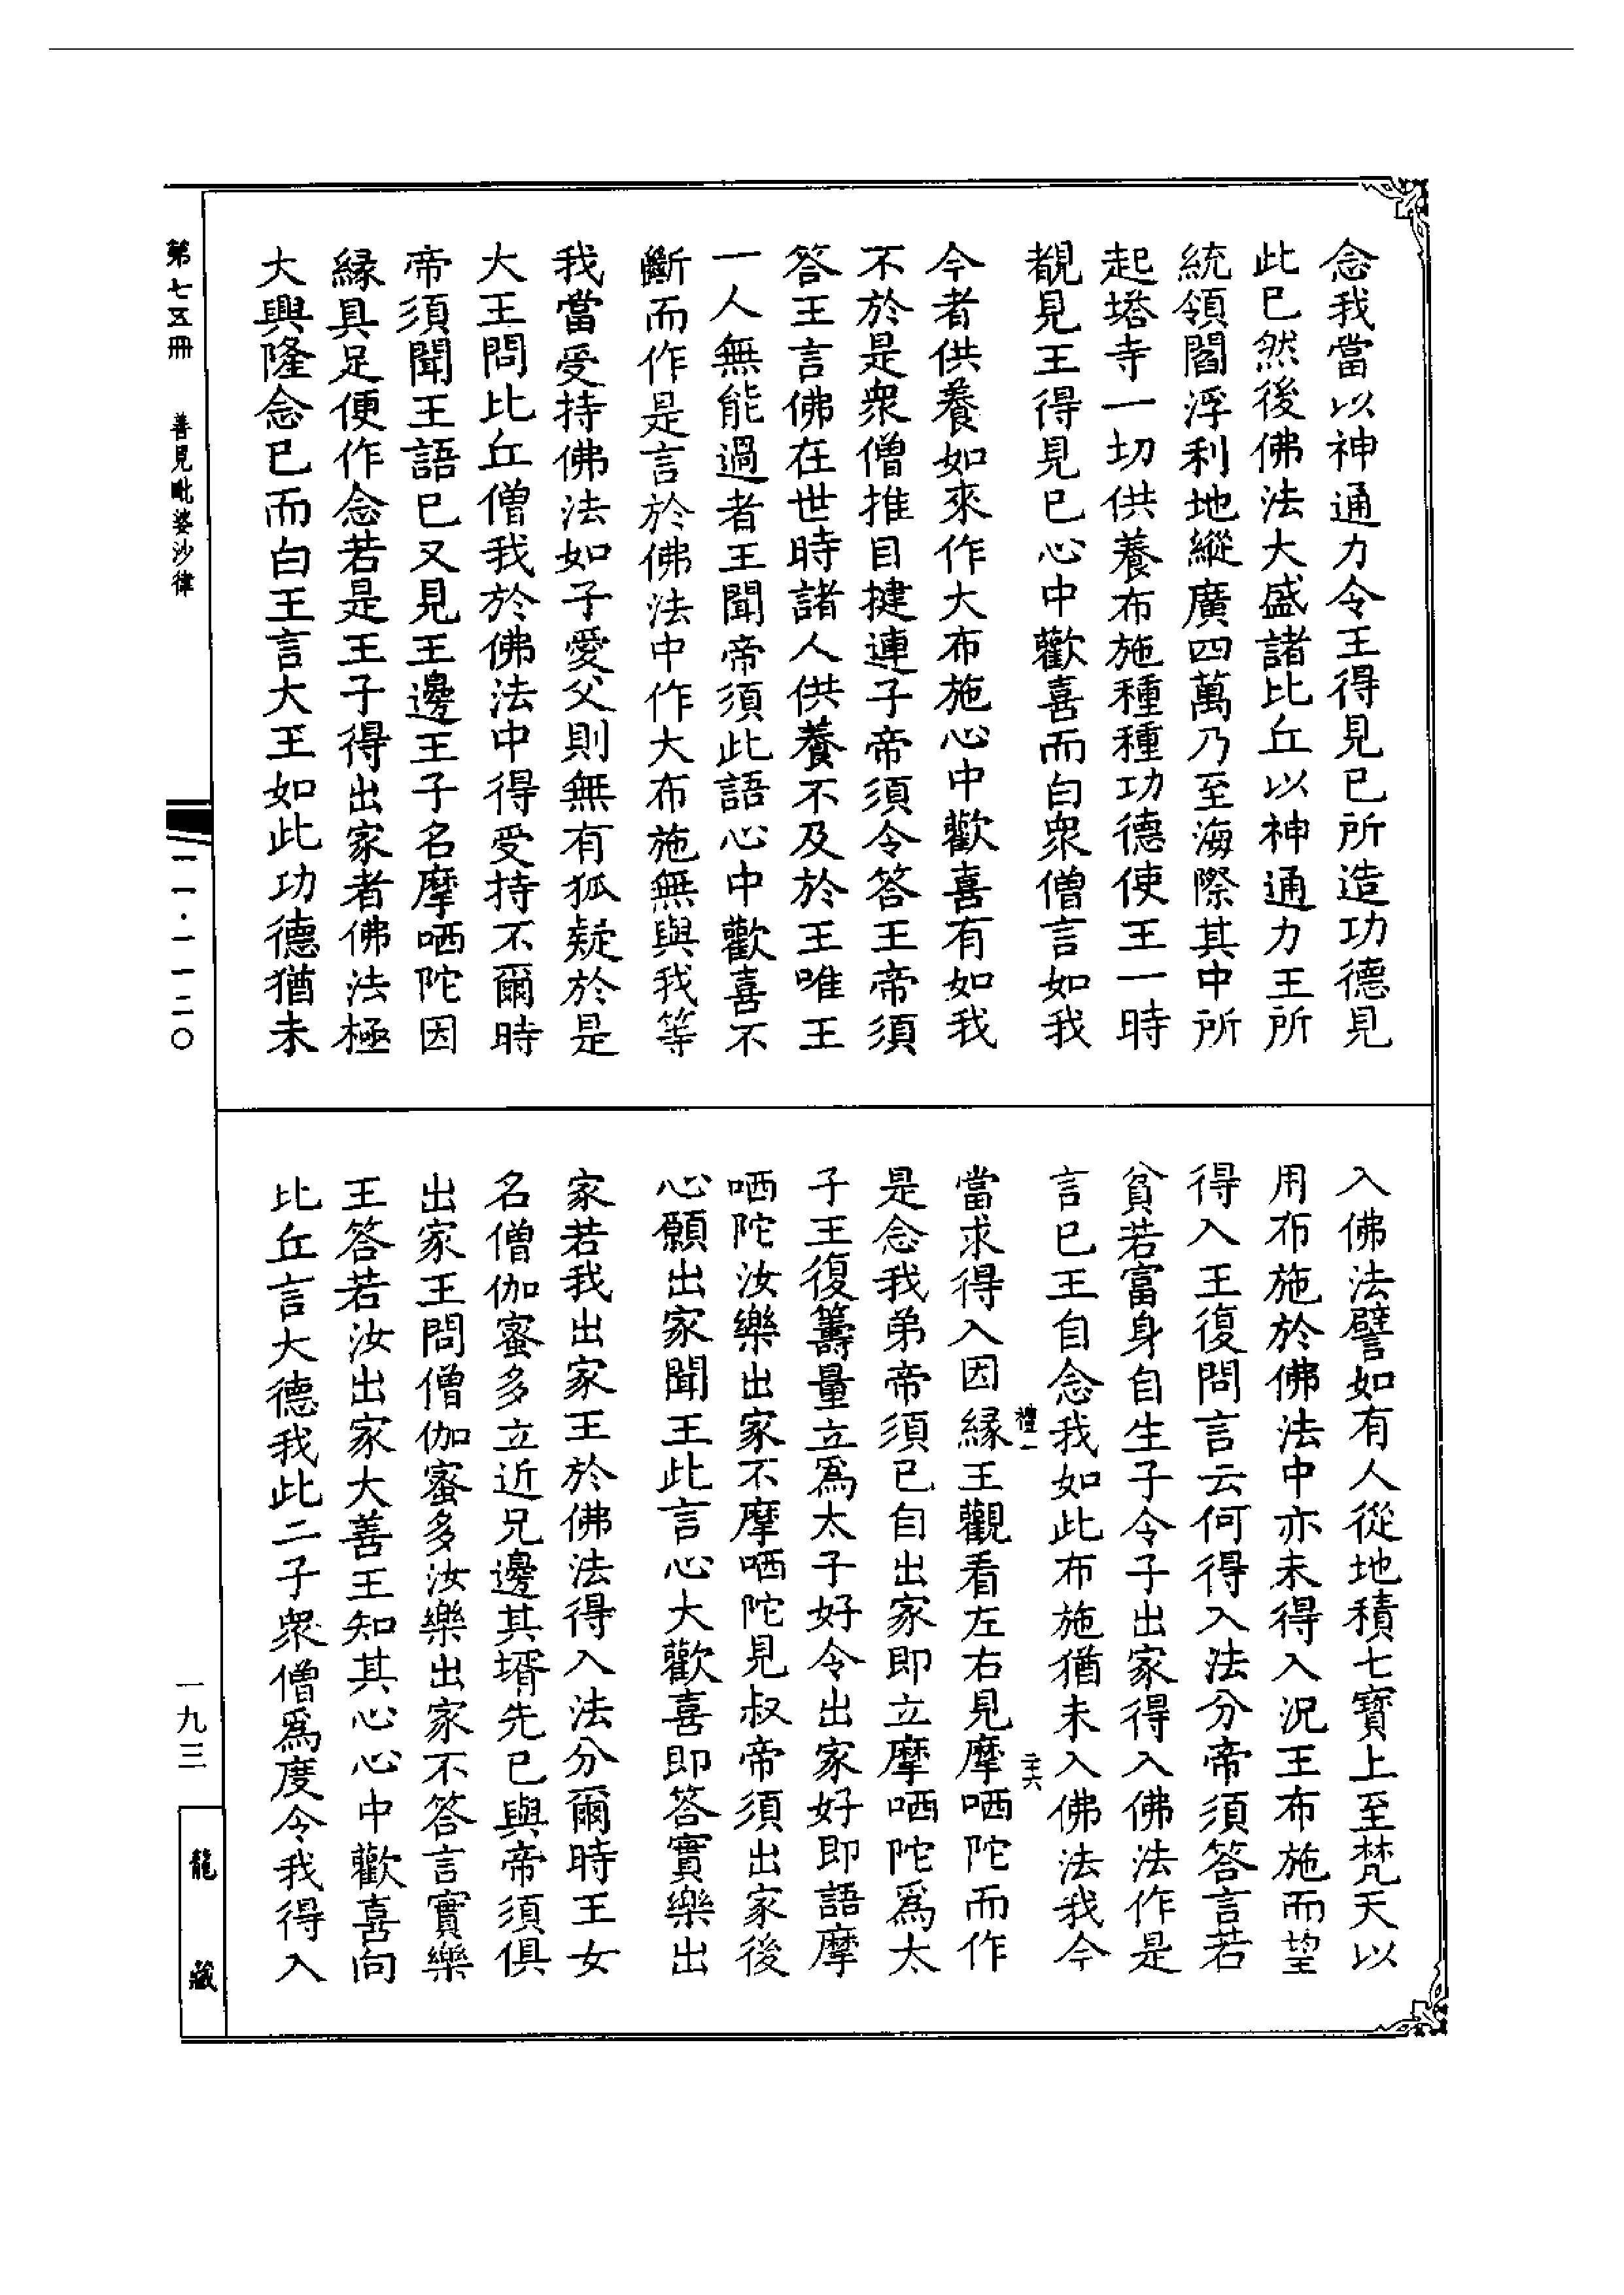 念我當以神通力令王得見已所造功德見
此已然後佛法大盛諸比丘以神通力王所
統領閻浮利地縱廣四萬乃至海際其中所
起塔寺一切供養布施種種功德使王一時
覩見王得見已心中歡喜而白衆僧言如我
今者供養如來作大布施心中歡喜有如我
不於是衆僧推目揵連子帝須令答王帝須
答王言佛在世時諸人供養不及於王唯王
一人無能過者王聞帝須此語心中歡喜不
斷而作是言於佛法中作大布施無與我等
我當受持佛法如子愛父則無有狐疑於是
大王問比丘僧我於佛法中得受持不爾時
帝須聞王語已又見王邊王子名摩哂陀因
緣具足便作念若是王子得出家者佛法極
大興隆念已而白王言大王如此功德猶未
入佛法譬如有人從地積七寶上至梵天以
用布施於佛法中亦未得入況王布施而望
得入王復問言云何得入法分帝須答言若
貧若富身自生子令子出家得入佛法作是
言已王自念我如此布施猶未入佛法我今
禮一
二十六
當求得入因緣王觀看左右見摩哂陀而作
是念我弟帝須已自出家即立摩哂陀爲太
子王復籌量立爲太子好令出家好即語摩
哂陀汝樂出家不摩哂陀見叔帝須出家後
心願出家聞王此言心大歡喜即答實樂出
家若我出家王於佛法得入法分爾時王女
名僧伽蜜多立近兄邊其壻先已與帝須俱
出家王問僧伽蜜多汝樂出家不答言實樂
王答若汝出家大善王知其心心中歡喜向
比丘言大德我此二子衆僧爲度令我得入
第七五冊
善見毗婆沙律
一一·一一二〇
一九三
龍藏